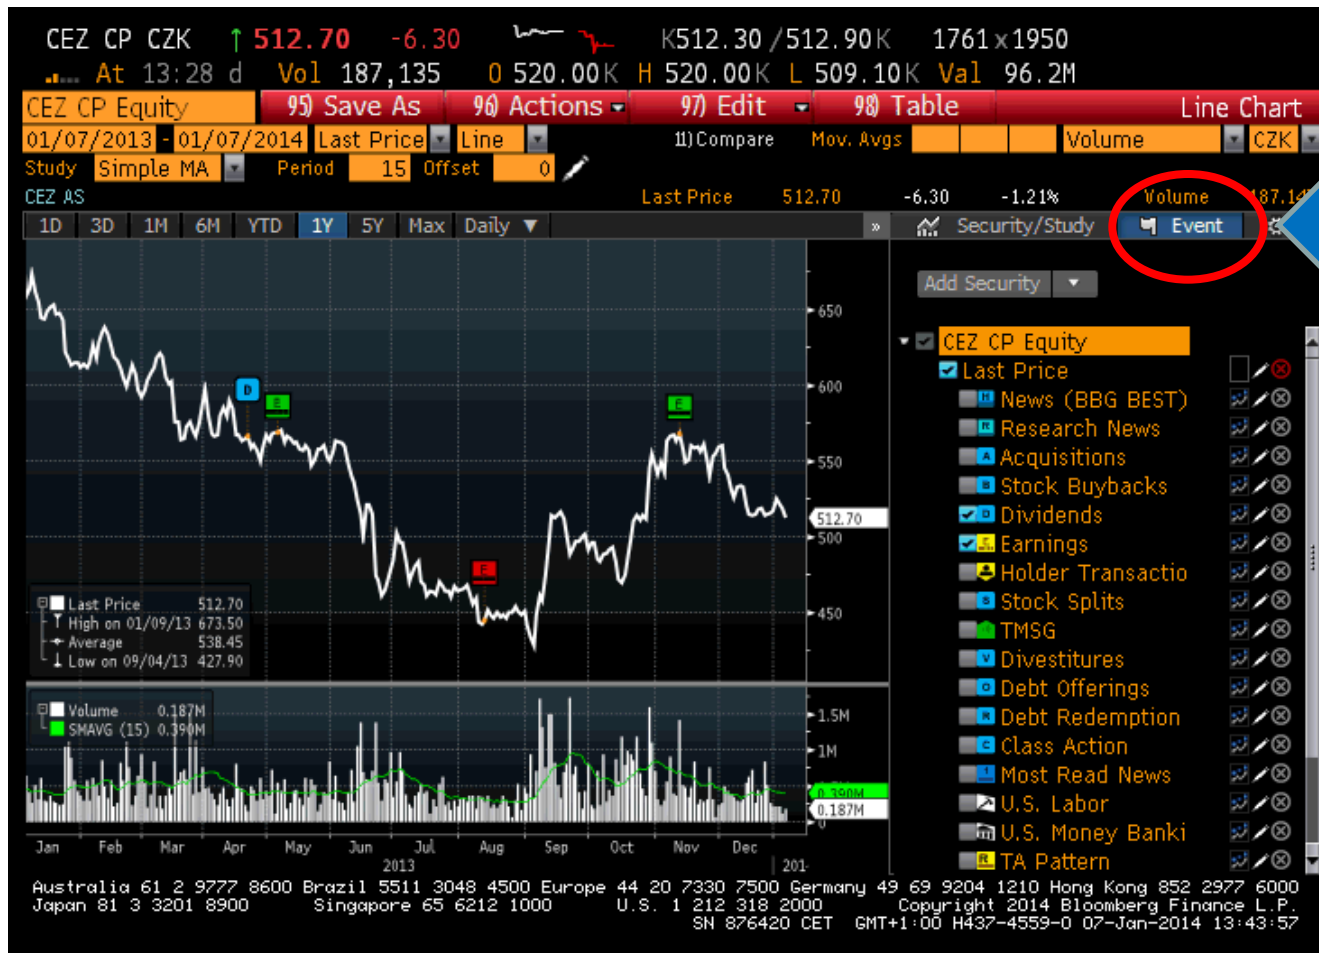 CEZ CP CZK ↑ 512.70 -6.30 K512.30 / 512.90K 1761 x 1950
At 13:28 d Vol 187,135 O 520.00K H 520.00K L 509.10K Val 96.2M
CEZ CP Equity 95) Save As 96) Actions 97) Edit 98) Table Line Chart
01/07/2013 - 01/07/2014 Last Price Line 11) Compare Mov. Avgs Volume CZK
Study Simple MA Period 15 Offset 0
CEZ AS Last Price 512.70 -6.30 -1.21% Volume 187.14
1D 3D 1M 6M YTD 1Y 5Y Max Daily ▼ » Security/Study Event
Add Security
650
CEZ CP Equity
Last Price
600
D
E
E
N News (BBG BEST)
R Research News
A Acquisitions
550
B Stock Buybacks
512.70
D Dividends
500
E Earnings
E
Holder Transactio
Last Price 512.70
High on 01/09/13 673.50
Average 538.45
Low on 09/04/13 427.90
450
S Stock Splits
TMSG
V Divestitures
O Debt Offerings
Volume 0.187M
SMAVG (15) 0.390M
1.5M
R Debt Redemption
1M
C Class Action
Most Read News
0.390M
0.187M
0
U.S. Labor
U.S. Money Banki
Jan Feb Mar Apr May Jun Jul Aug Sep Oct Nov Dec
2013 201
R TA Pattern
Australia 61 2 9777 8600 Brazil 5511 3048 4500 Europe 44 20 7330 7500 Germany 49 69 9204 1210 Hong Kong 852 2977 6000
Japan 81 3 3201 8900 Singapore 65 6212 1000 U.S. 1 212 318 2000 Copyright 2014 Bloomberg Finance L.P.
SN 876420 CET GMT+1:00 H437-4559-0 07-Jan-2014 13:43:57